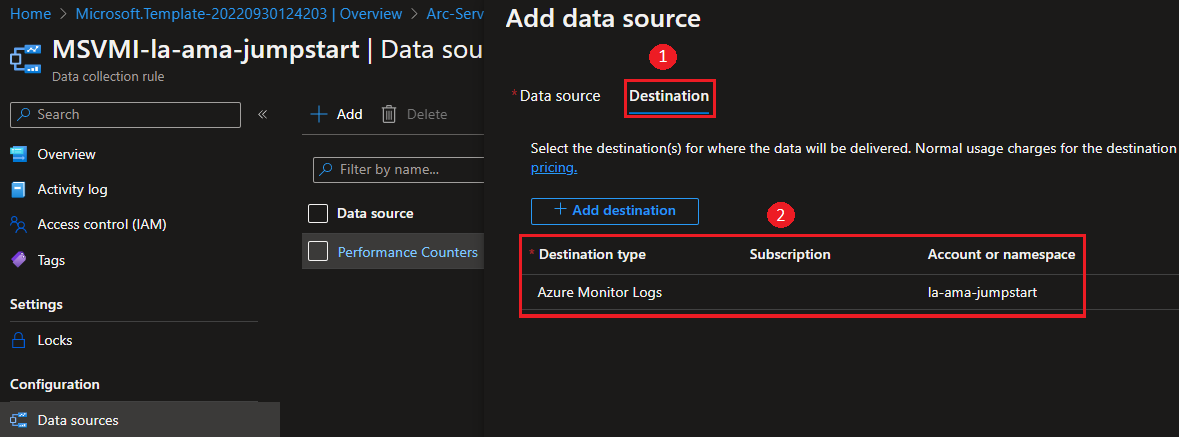 Home > Microsoft.Template-20220930124203 | Overview > Arc-Serv
MSVMI-la-ama-jumpstart | Data sou
Data collection rule
Search
«
Overview
Activity log
Access control (IAM)
Tags
Settings
Locks
Configuration
Data sources
+ Add Delete
Filter by name...
Data source
Performance Counters
Add data source
1
* Data source Destination
Select the destination(s) for where the data will be delivered. Normal usage charges for the destination
pricing.
+ Add destination
2
* Destination type Subscription Account or namespace
Azure Monitor Logs la-ama-jumpstart